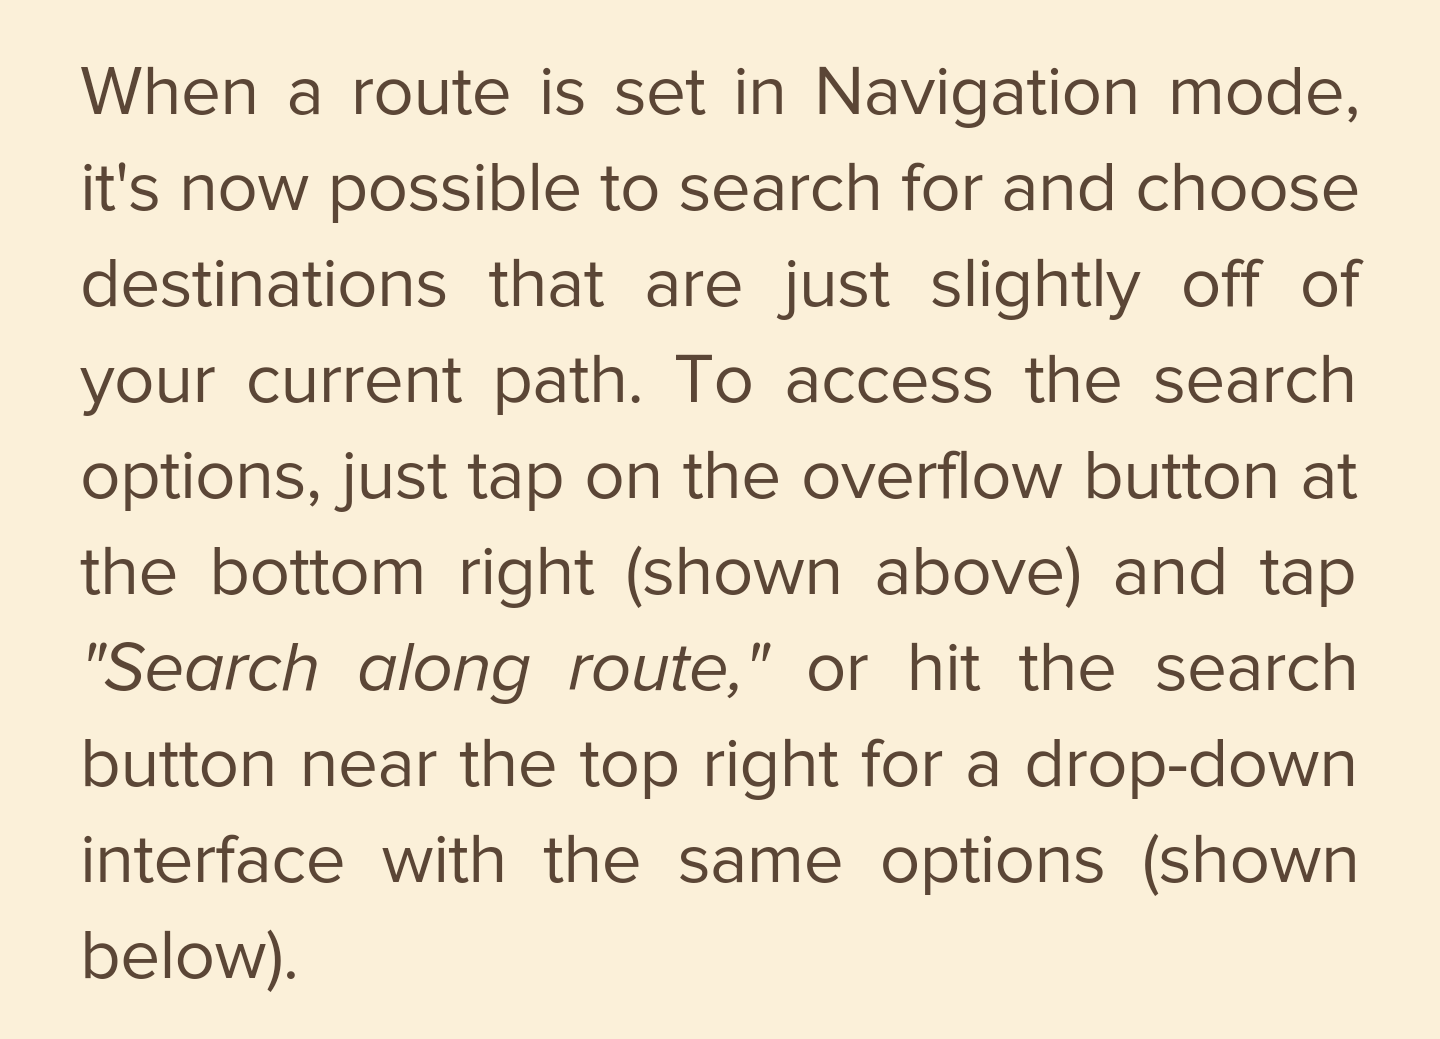 When a route is set in Navigation mode,
it's now possible to search for and choose
destinations that are just slightly off of
your current path. To access the search
options, just tap on the overflow button at
the bottom right (shown above) and tap
"Search along route," or hit the search
button near the top right for a drop-down
interface with the same options (shown
below).